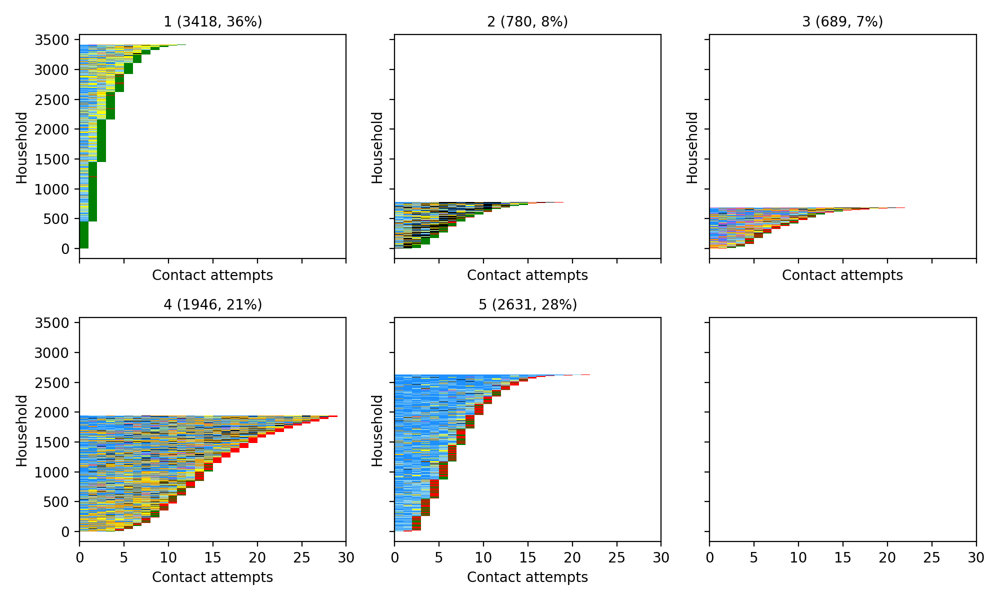 1 (3418, 36%)
2 (780, 8%)
3 (689, 7%)
3500
3000
2500
2000
1500
1000
500
0
Household
Household
Household
Contact attempts
Contact attempts
Contact attempts
4 (1946, 21%)
5 (2631, 28%)
3500
3000
2500
2000
1500
1000
500
0
Household
Household
0 5 10 15 20 25 30
0 5 10 15 20 25 30
0 5 10 15 20 25 30
Contact attempts
Contact attempts